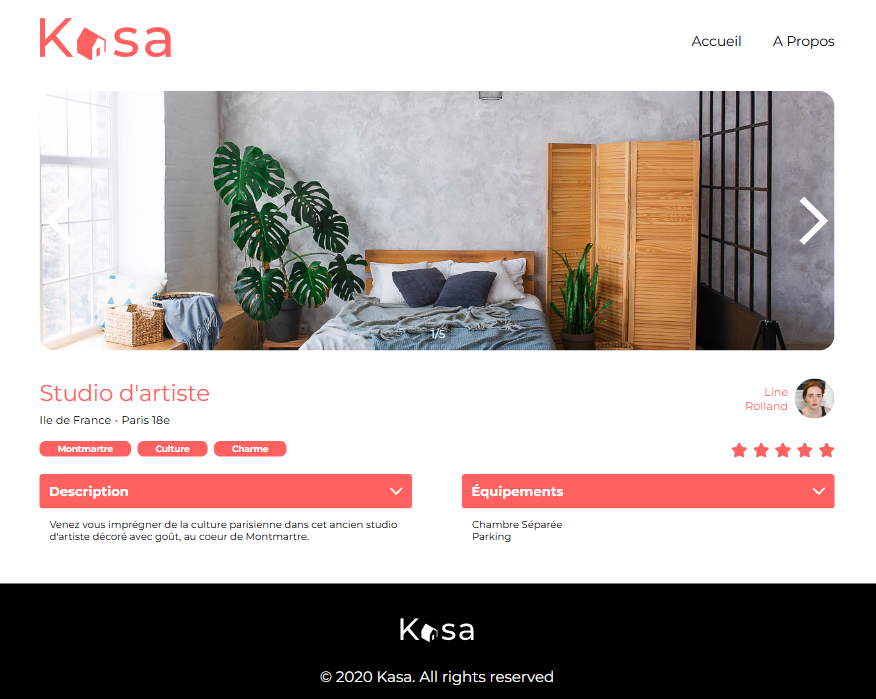 Kasa
Accueil
A Propos
1/5
Studio d'artiste
Line
Rolland
Ile de France - Paris 18e
Montmartre
Culture
Charme
Description
Équipements
Venez vous imprégner de la culture parisienne dans cet ancien studio
d'artiste décoré avec goût, au coeur de Montmartre.
Chambre Séparée
Parking
Kasa
© 2020 Kasa. All rights reserved